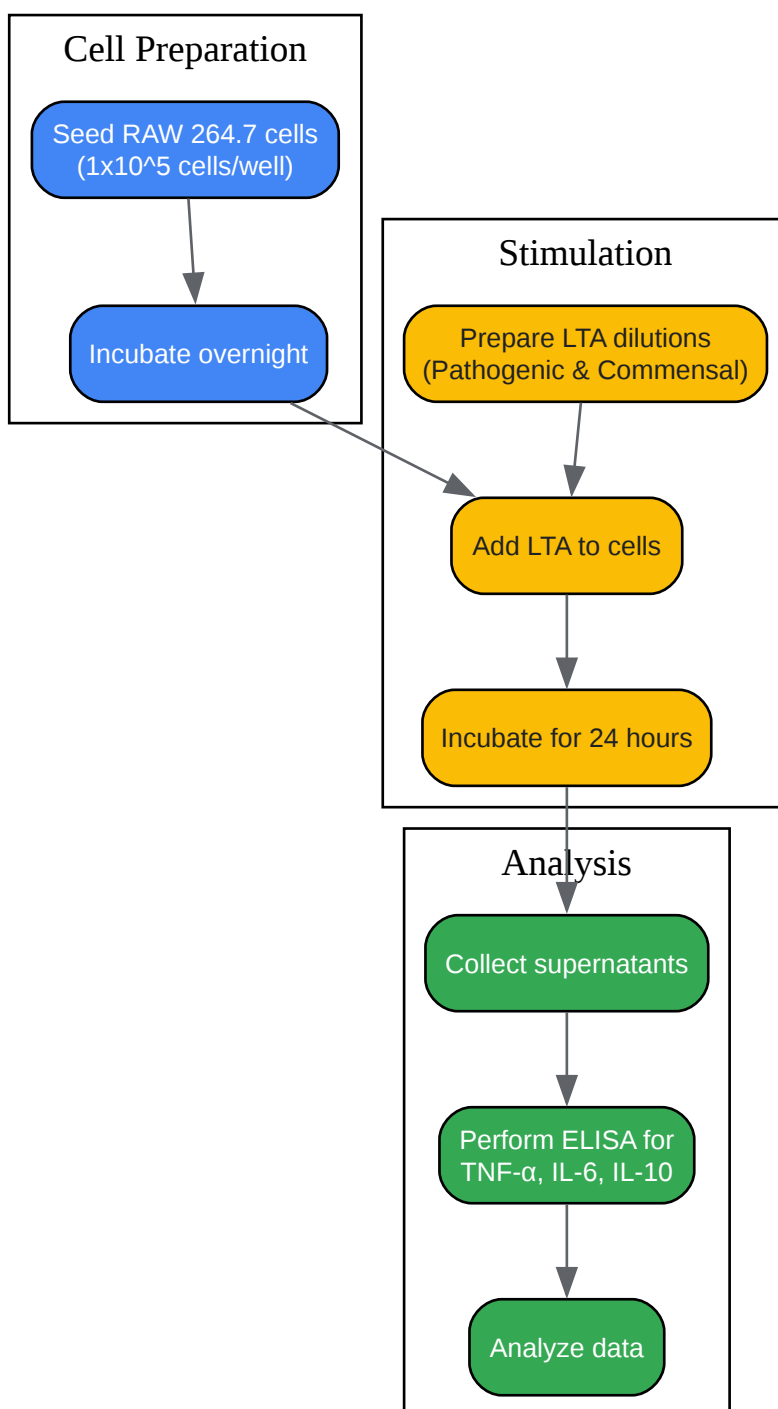 Cell Preparation
Seed RAW 264.7 cells
(1x10^5 cells/well)
Incubate overnight
Stimulation
Prepare LTA dilutions
(Pathogenic & Commensal)
Add LTA to cells
Incubate for 24 hours
Analysis
Collect supernatants
Perform ELISA for
TNF-α, IL-6, IL-10
Analyze data